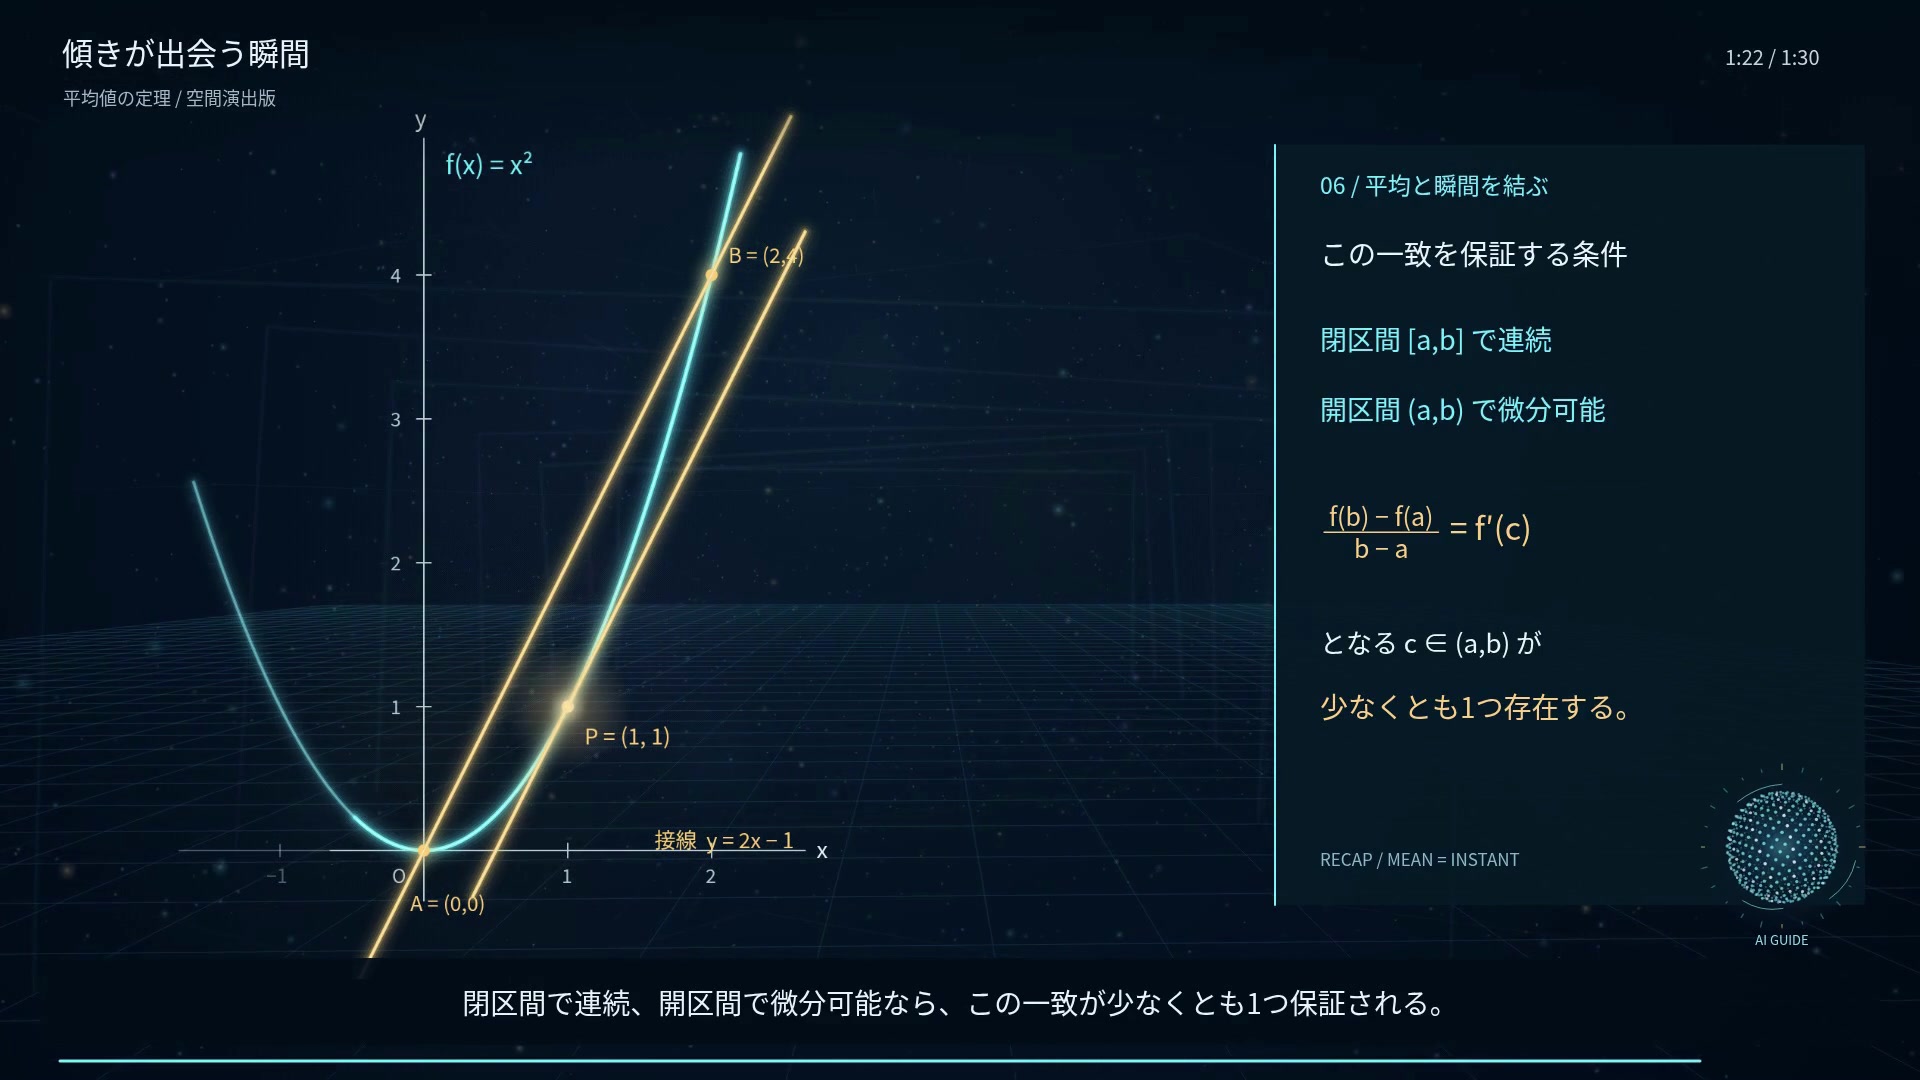 傾きが出会う瞬間
平均値の定理 / 空間演出版
1:22 / 1:30
y
f(x) = x²
B = (2,4)
4
3
2
1
P = (1, 1)
接線 y = 2x − 1
x
−1
O
1
2
A = (0,0)
06 / 平均と瞬間を結ぶ
この一致を保証する条件
閉区間 [a,b] で連続
開区間 (a,b) で微分可能
f(b) − f(a)
b − a
= f′(c)
となる c ∈ (a,b) が
少なくとも1つ存在する。
RECAP / MEAN = INSTANT
AI GUIDE
閉区間で連続、開区間で微分可能なら、この一致が少なくとも1つ保証される。